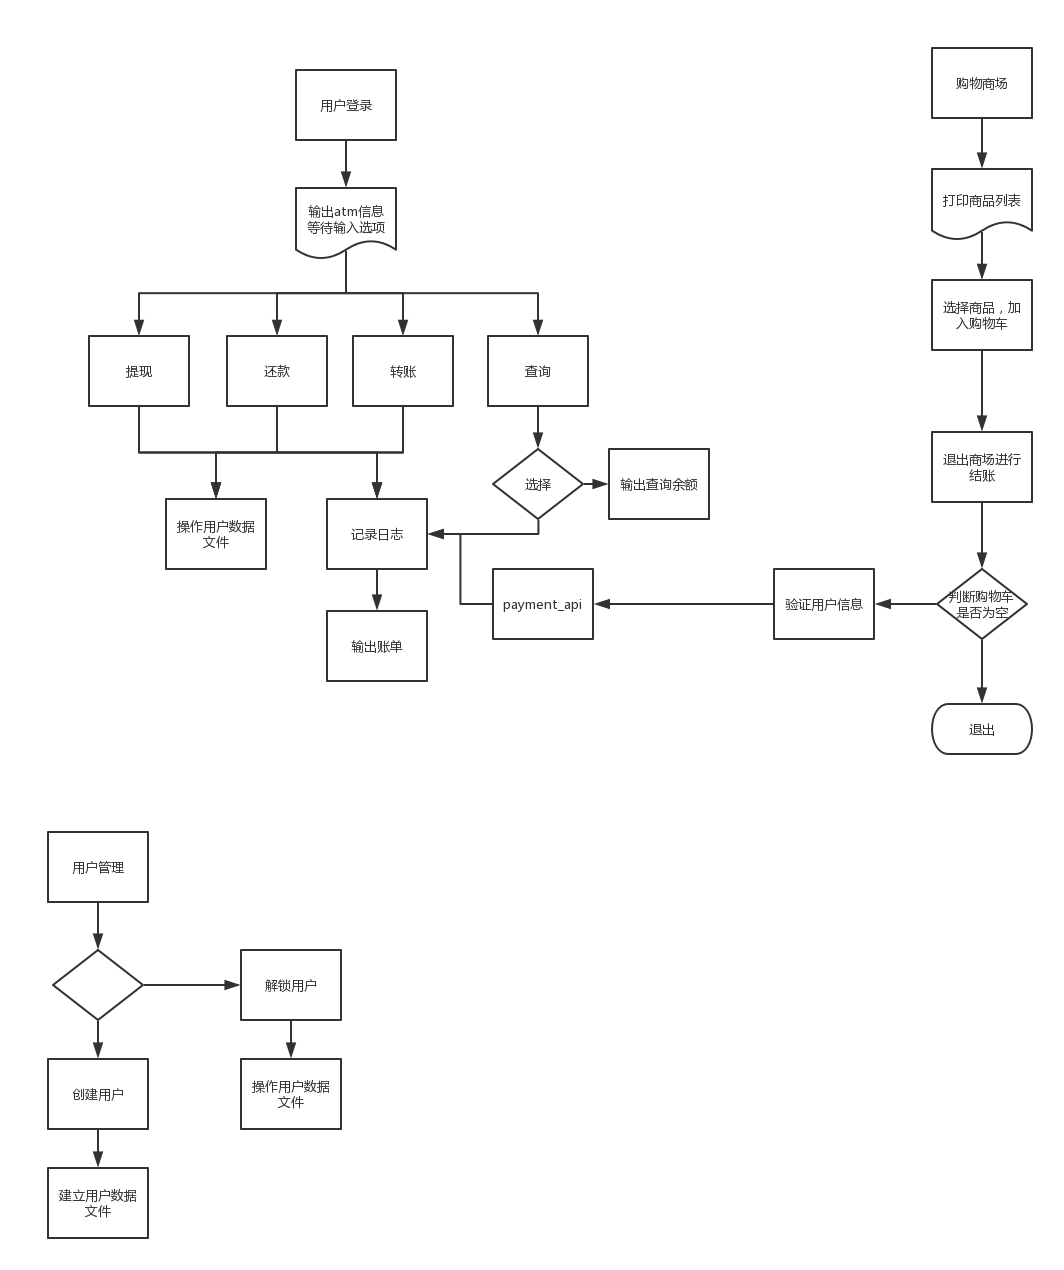 用户登录
输出atm信息
等待输入选项
提现
还款
转账
查询
选择
输出查询余额
操作用户数据
文件
记录日志
输出账单
payment_api
验证用户信息
购物商场
打印商品列表
选择商品，加
入购物车
退出商场进行
结账
判断购物车
是否为空
退出
用户管理
解锁用户
操作用户数据
文件
创建用户
建立用户数据
文件